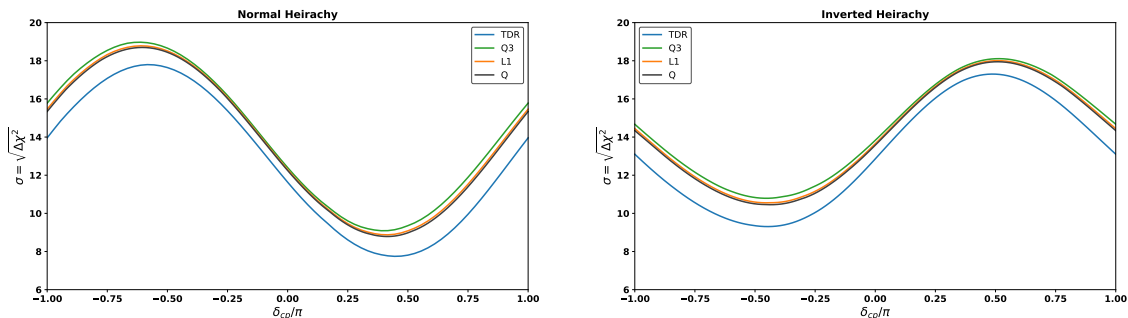 Normal Heirachy
20
18
16
14
12
10
8
6
σ = √Δχ²
TDR
Q3
L1
Q
−1.00 −0.75 −0.50 −0.25 0.00 0.25 0.50 0.75 1.00
δcp/π
Inverted Heirachy
20
18
16
14
12
10
8
6
σ = √Δχ²
TDR
Q3
L1
Q
−1.00 −0.75 −0.50 −0.25 0.00 0.25 0.50 0.75 1.00
δcp/π